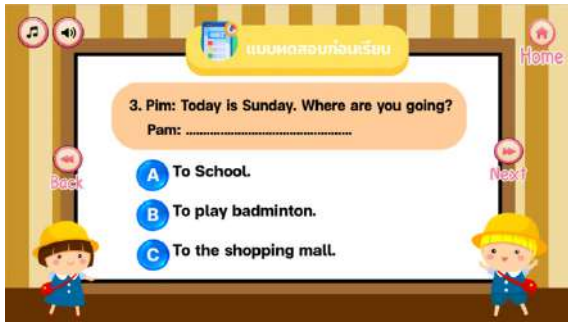 แบบทดสอบก่อนเรียน
Home
3. Pim: Today is Sunday. Where are you going?
Pam: ................................................
Back
Next
A To School.
B To play badminton.
C To the shopping mall.